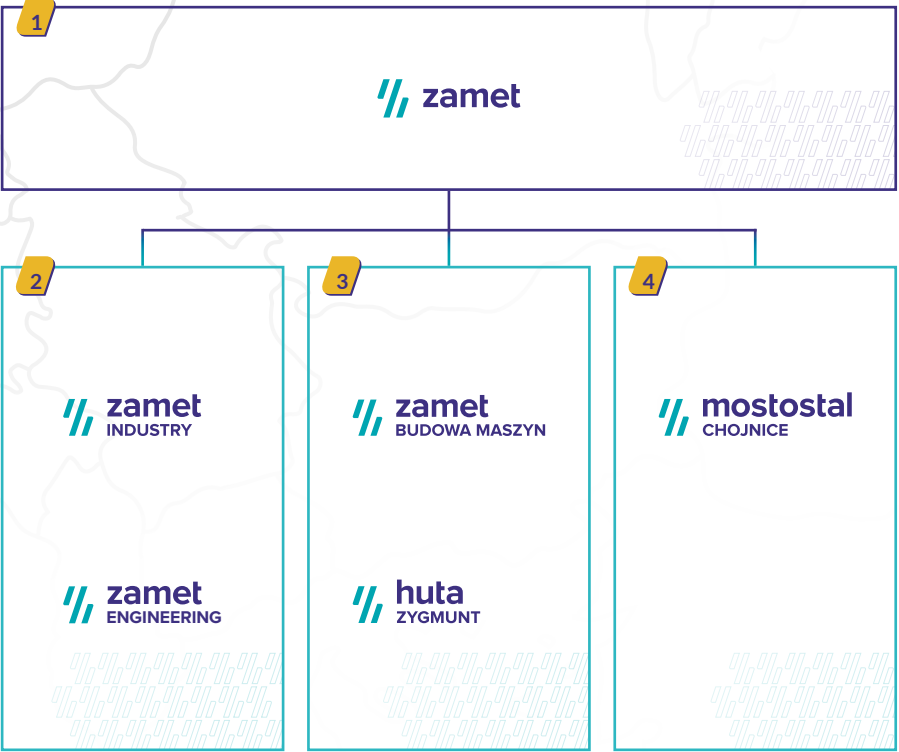 1
zamet
2
zamet
INDUSTRY
zamet
ENGINEERING
3
zamet
BUDOWA MASZYN
huta
ZYGMUNT
4
mostostal
CHOJNICE